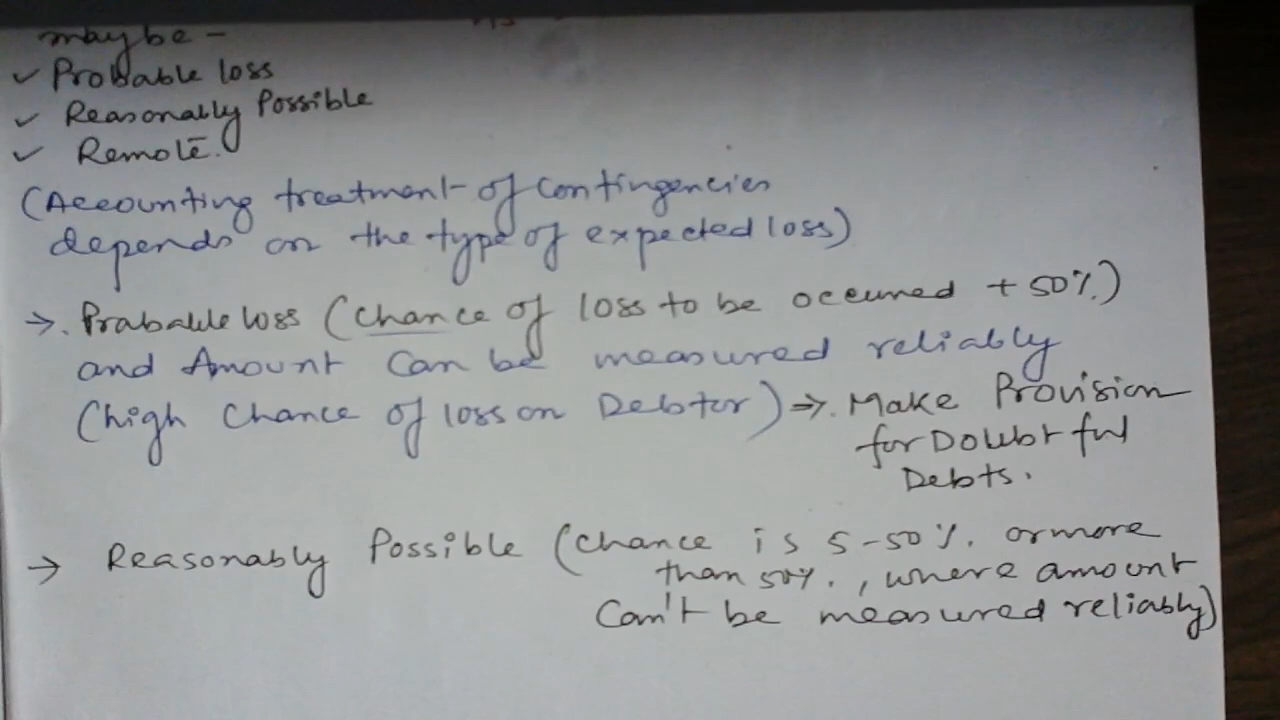 maybe -
✓ Probable loss
✓ Reasonably Possible
✓ Remote.
(Accounting treatment of contingencies
depends on the type of expected loss)
→. Prabable loss (chance of loss to be occurred + 50%.)
and Amount Can be measured reliably
(high Chance of loss on Debtor) ⇒. Make Provision
for Doubtful
Debts.
→ Reasonably Possible (chance is 5-50%. or more
than 50%., where amount
Can't be measured reliably)